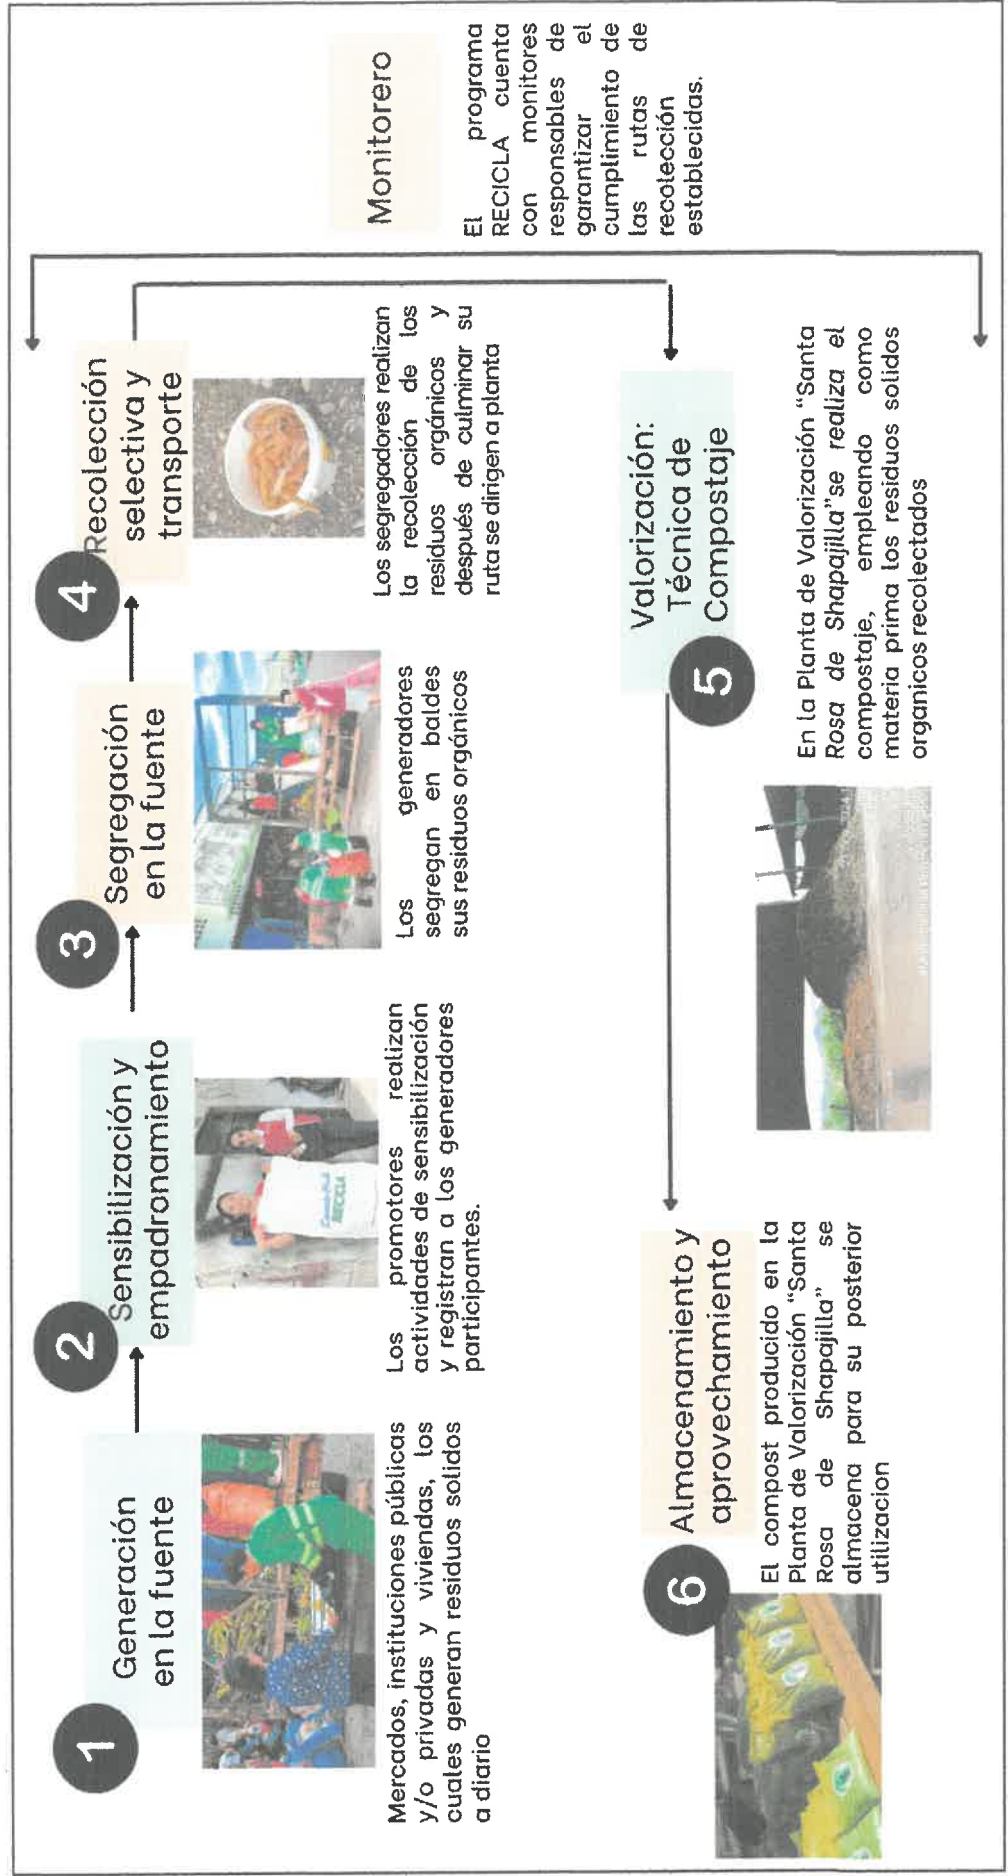 1
Generación
en la fuente
Mercados, instituciones públicas
y/o privadas y viviendas, los
cuales generan residuos solidos
a diario
2
Sensibilización y
empadronamiento
RECICLA
Los promotores realizan
actividades de sensibilización
y registran a los generadores
participantes.
3
Segregación
en la fuente
Los generadores
segregan en baldes
sus residuos orgánicos
4
Recolección
selectiva y
transporte
Los segregadores realizan
la recolección de los
residuos orgánicos y
después de culminar su
ruta se dirigen a planta
Monitorero
El programa
RECICLA cuenta
con monitores
responsables de
garantizar el
cumplimiento de
las rutas de
recolección
establecidas.
5
Valorización:
Técnica de
Compostaje
En la Planta de Valorización "Santa
Rosa de Shapajilla"se realiza el
compostaje, empleando como
materia prima los residuos solidos
organicos recolectados
6
Almacenamiento y
aprovechamiento
El compost producido en la
Planta de Valorización "Santa
Rosa de Shapajilla" se
almacena para su posterior
utilizacion